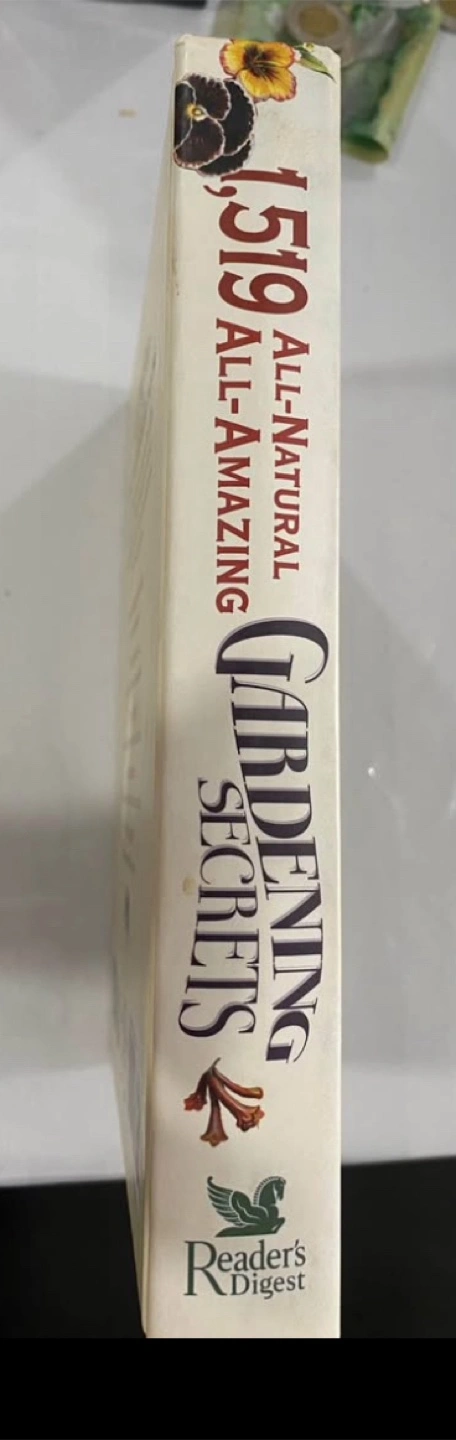 1,519
All-Natural
All-Amazing
Gardening
Secrets
Reader's
Digest